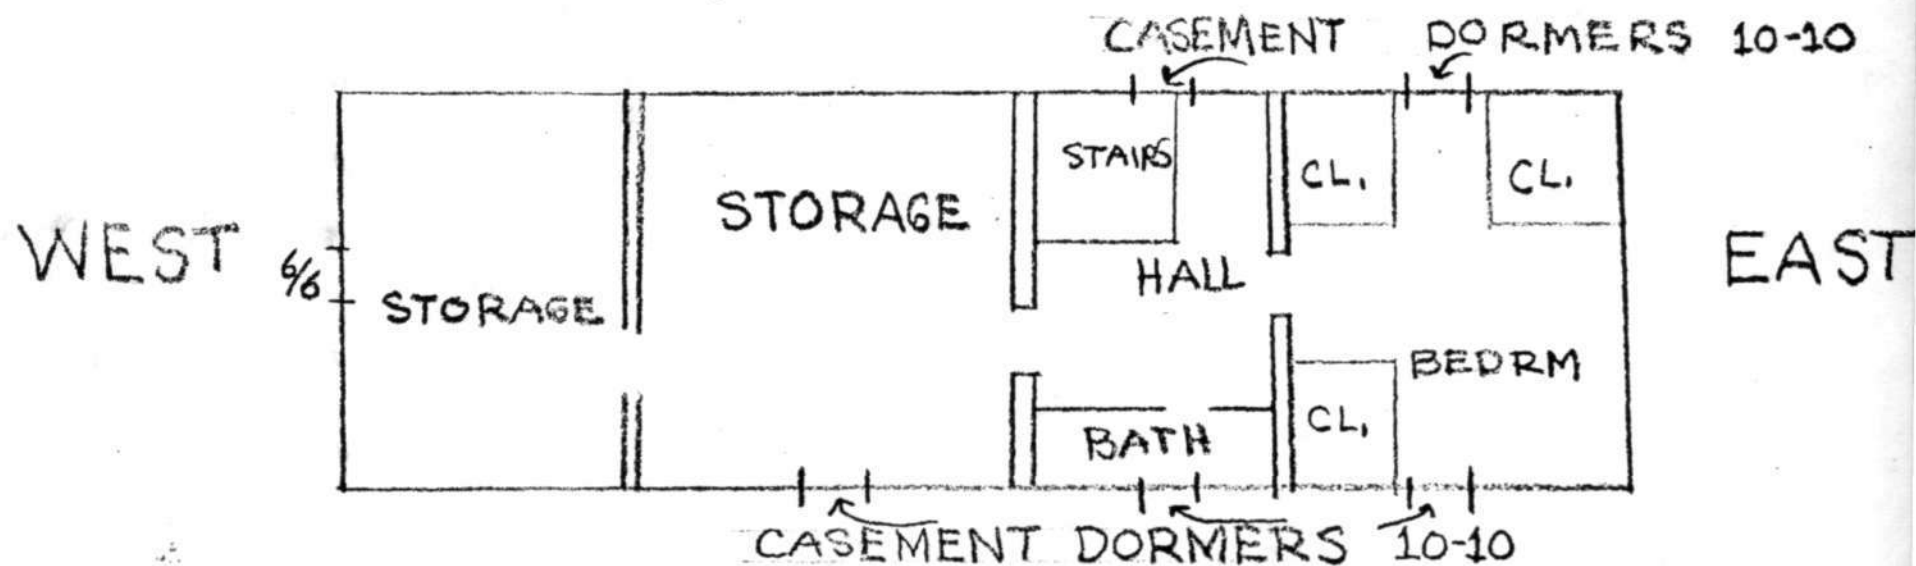 CASEMENT DORMERS 10-10
STAIRS
CL.
CL.
STORAGE
WEST
EAST
6/6
HALL
STORAGE
BEDRM
CL.
BATH
CASEMENT DORMERS 10-10